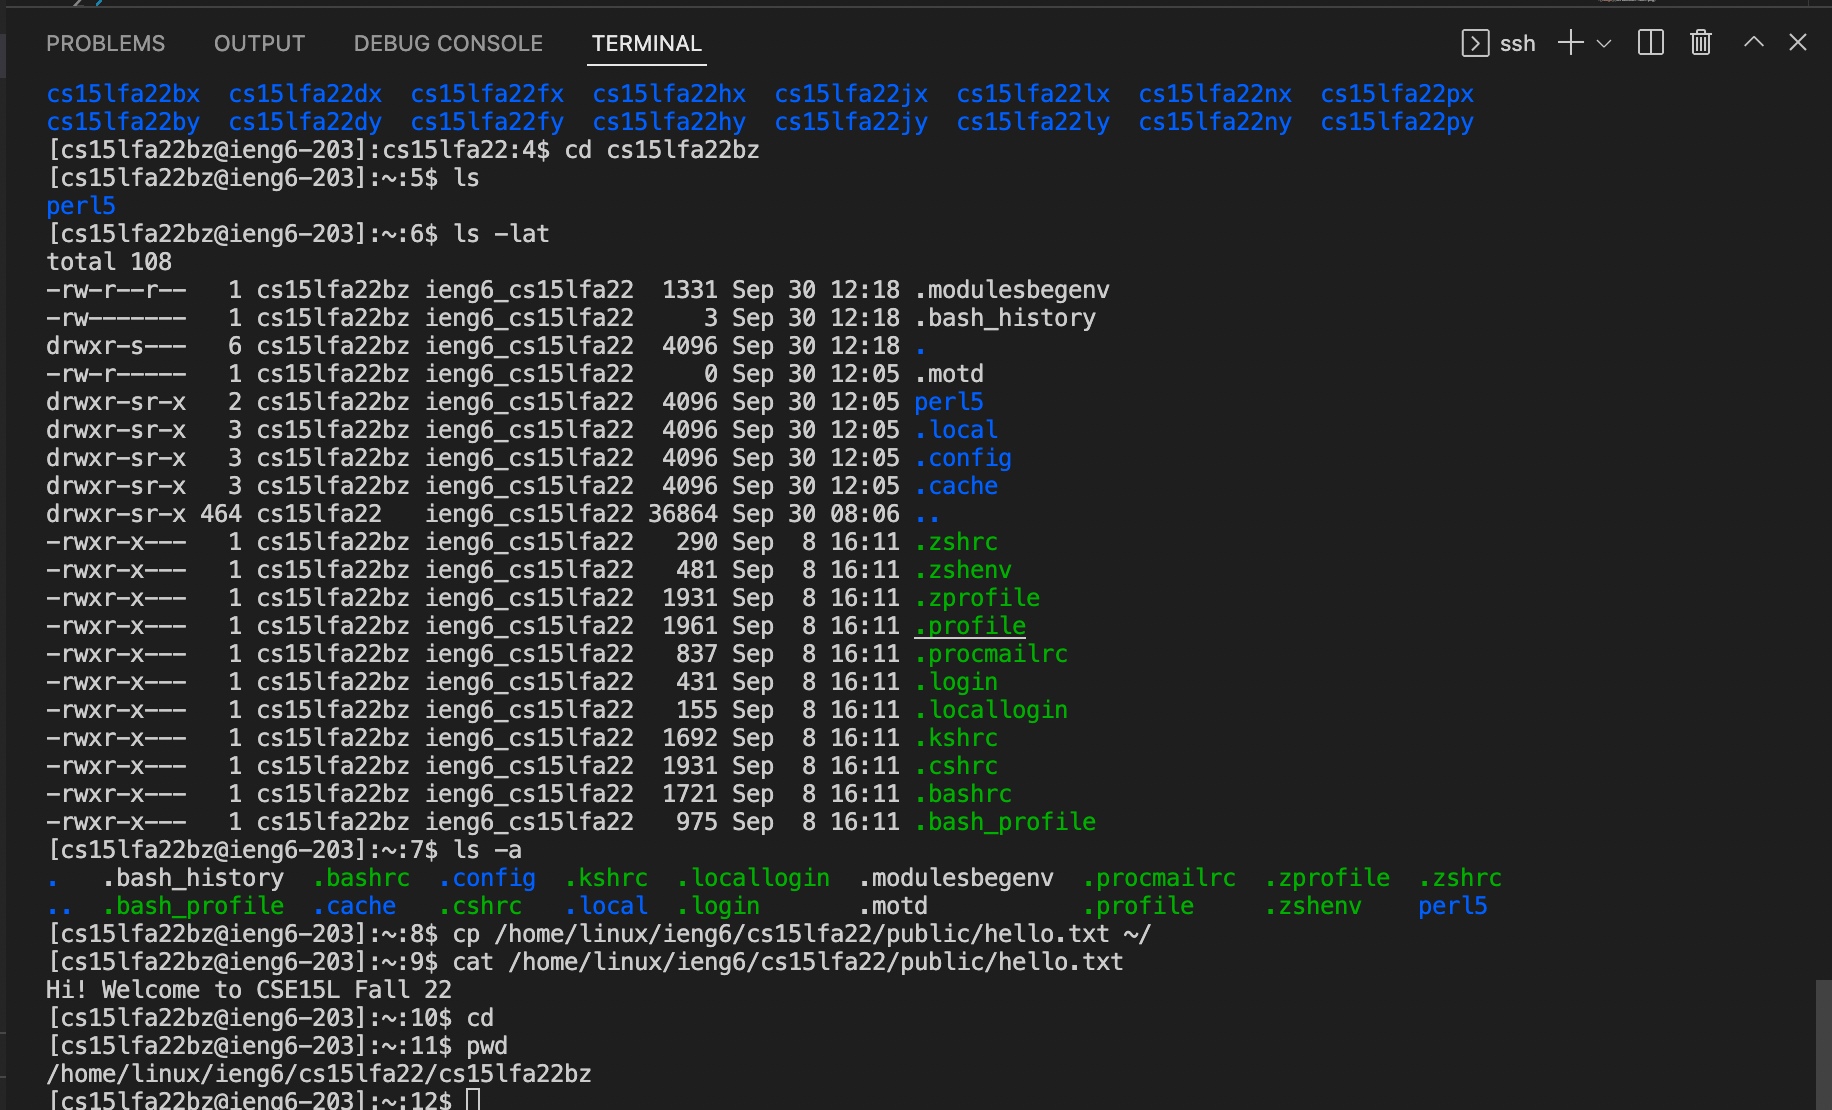 PROBLEMS OUTPUT DEBUG CONSOLE TERMINAL ssh
cs15lfa22bx cs15lfa22dx cs15lfa22fx cs15lfa22hx cs15lfa22jx cs15lfa22lx cs15lfa22nx cs15lfa22px
cs15lfa22by cs15lfa22dy cs15lfa22fy cs15lfa22hy cs15lfa22jy cs15lfa22ly cs15lfa22ny cs15lfa22py
[cs15lfa22bz@ieng6-203]:cs15lfa22:4$ cd cs15lfa22bz
[cs15lfa22bz@ieng6-203]:~:5$ ls
perl5
[cs15lfa22bz@ieng6-203]:~:6$ ls -lat
total 108
-rw-r--r--   1 cs15lfa22bz ieng6_cs15lfa22  1331 Sep 30 12:18 .modulesbegenv
-rw-------   1 cs15lfa22bz ieng6_cs15lfa22     3 Sep 30 12:18 .bash_history
drwxr-s---   6 cs15lfa22bz ieng6_cs15lfa22  4096 Sep 30 12:18 .
-rw-r-----   1 cs15lfa22bz ieng6_cs15lfa22     0 Sep 30 12:05 .motd
drwxr-sr-x   2 cs15lfa22bz ieng6_cs15lfa22  4096 Sep 30 12:05 perl5
drwxr-sr-x   3 cs15lfa22bz ieng6_cs15lfa22  4096 Sep 30 12:05 .local
drwxr-sr-x   3 cs15lfa22bz ieng6_cs15lfa22  4096 Sep 30 12:05 .config
drwxr-sr-x   3 cs15lfa22bz ieng6_cs15lfa22  4096 Sep 30 12:05 .cache
drwxr-sr-x 464 cs15lfa22   ieng6_cs15lfa22 36864 Sep 30 08:06 ..
-rwxr-x---   1 cs15lfa22bz ieng6_cs15lfa22   290 Sep  8 16:11 .zshrc
-rwxr-x---   1 cs15lfa22bz ieng6_cs15lfa22   481 Sep  8 16:11 .zshenv
-rwxr-x---   1 cs15lfa22bz ieng6_cs15lfa22  1931 Sep  8 16:11 .zprofile
-rwxr-x---   1 cs15lfa22bz ieng6_cs15lfa22  1961 Sep  8 16:11 .profile
-rwxr-x---   1 cs15lfa22bz ieng6_cs15lfa22   837 Sep  8 16:11 .procmailrc
-rwxr-x---   1 cs15lfa22bz ieng6_cs15lfa22   431 Sep  8 16:11 .login
-rwxr-x---   1 cs15lfa22bz ieng6_cs15lfa22   155 Sep  8 16:11 .locallogin
-rwxr-x---   1 cs15lfa22bz ieng6_cs15lfa22  1692 Sep  8 16:11 .kshrc
-rwxr-x---   1 cs15lfa22bz ieng6_cs15lfa22  1931 Sep  8 16:11 .cshrc
-rwxr-x---   1 cs15lfa22bz ieng6_cs15lfa22  1721 Sep  8 16:11 .bashrc
-rwxr-x---   1 cs15lfa22bz ieng6_cs15lfa22   975 Sep  8 16:11 .bash_profile
[cs15lfa22bz@ieng6-203]:~:7$ ls -a
.   .bash_history  .bashrc  .config  .kshrc  .locallogin  .modulesbegenv  .procmailrc  .zprofile  .zshrc
..  .bash_profile  .cache   .cshrc   .local  .login       .motd           .profile     .zshenv    perl5
[cs15lfa22bz@ieng6-203]:~:8$ cp /home/linux/ieng6/cs15lfa22/public/hello.txt ~/
[cs15lfa22bz@ieng6-203]:~:9$ cat /home/linux/ieng6/cs15lfa22/public/hello.txt
Hi! Welcome to CSE15L Fall 22
[cs15lfa22bz@ieng6-203]:~:10$ cd
[cs15lfa22bz@ieng6-203]:~:11$ pwd
/home/linux/ieng6/cs15lfa22/cs15lfa22bz
[cs15lfa22bz@ieng6-203]:~:12$